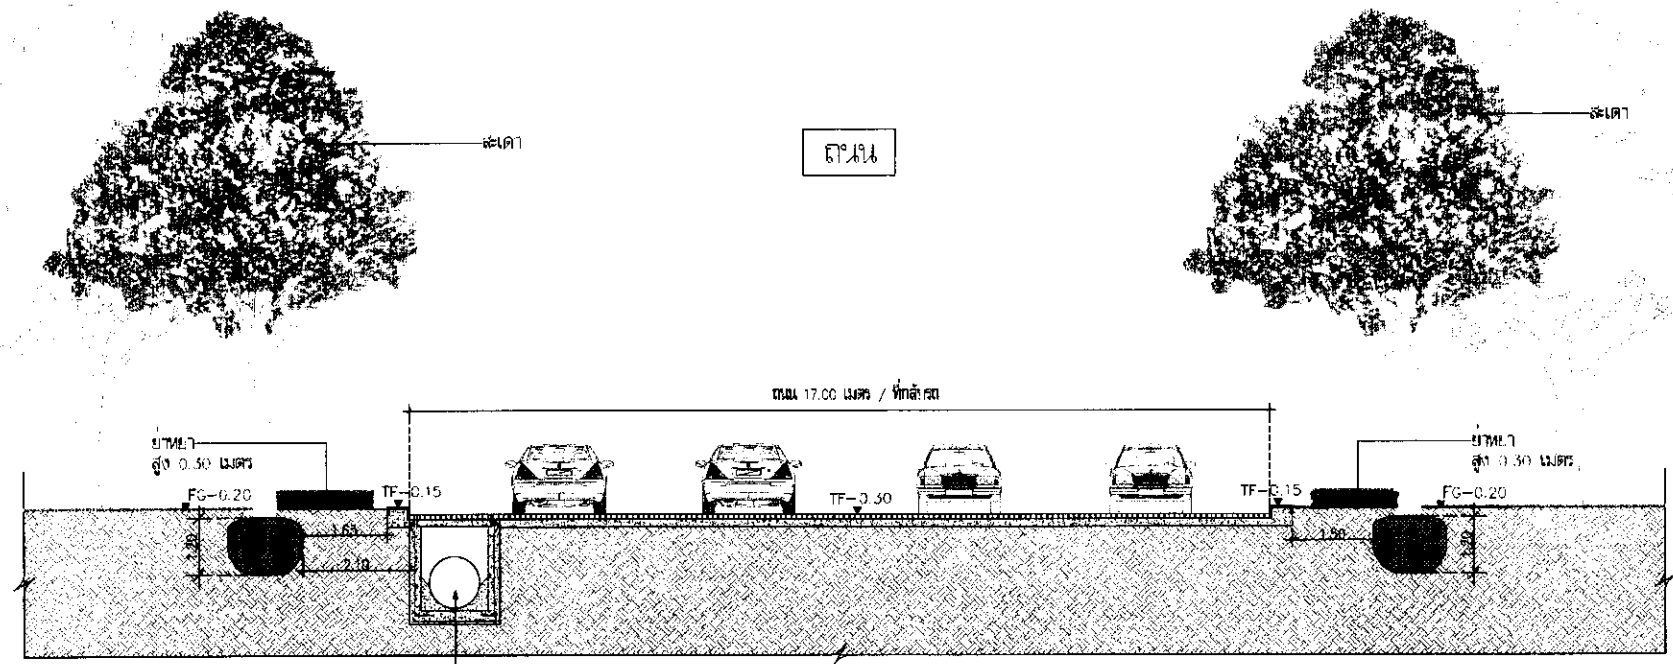 สะเดา
สะเดา
ถนน
ถนน 17.00 เมตร / ที่กลับรถ
ย่าหยา
สูง 0.30 เมตร
ย่าหยา
สูง 0.30 เมตร
FG-0.20
TF-0.15
TF-0.30
TF-0.15
FG-0.20
1.65
2.10
1.50